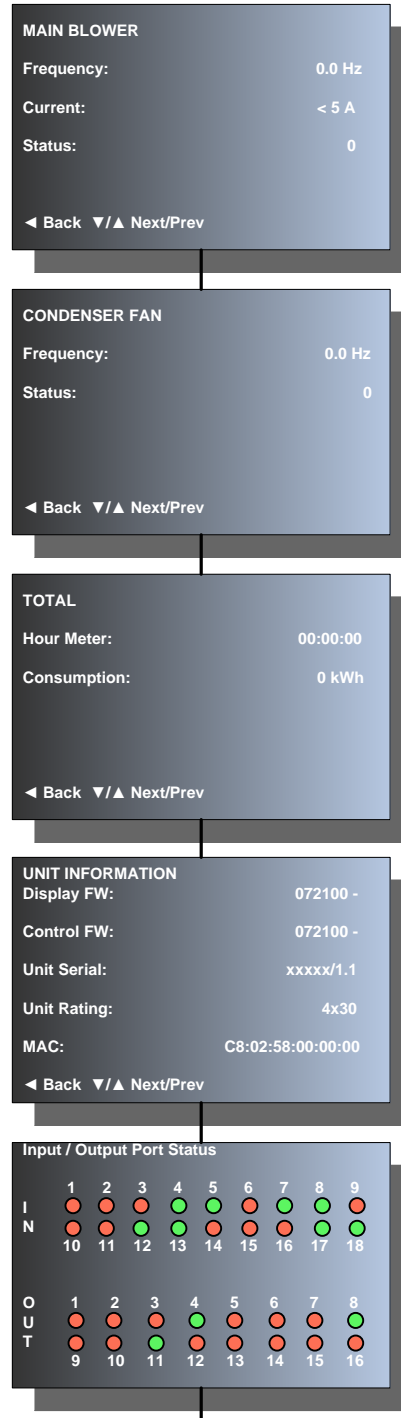 MAIN BLOWER
Frequency: 0.0 Hz
Current: < 5 A
Status: 0
◄ Back ▼/▲ Next/Prev
CONDENSER FAN
Frequency: 0.0 Hz
Status: 0
◄ Back ▼/▲ Next/Prev
TOTAL
Hour Meter: 00:00:00
Consumption: 0 kWh
◄ Back ▼/▲ Next/Prev
UNIT INFORMATION
Display FW: 072100 -
Control FW: 072100 -
Unit Serial: xxxxx/1.1
Unit Rating: 4x30
MAC: C8:02:58:00:00:00
◄ Back ▼/▲ Next/Prev
Input / Output Port Status
1 2 3 4 5 6 7 8 9
I
N
10 11 12 13 14 15 16 17 18
O 1 2 3 4 5 6 7 8
U
T
9 10 11 12 13 14 15 16